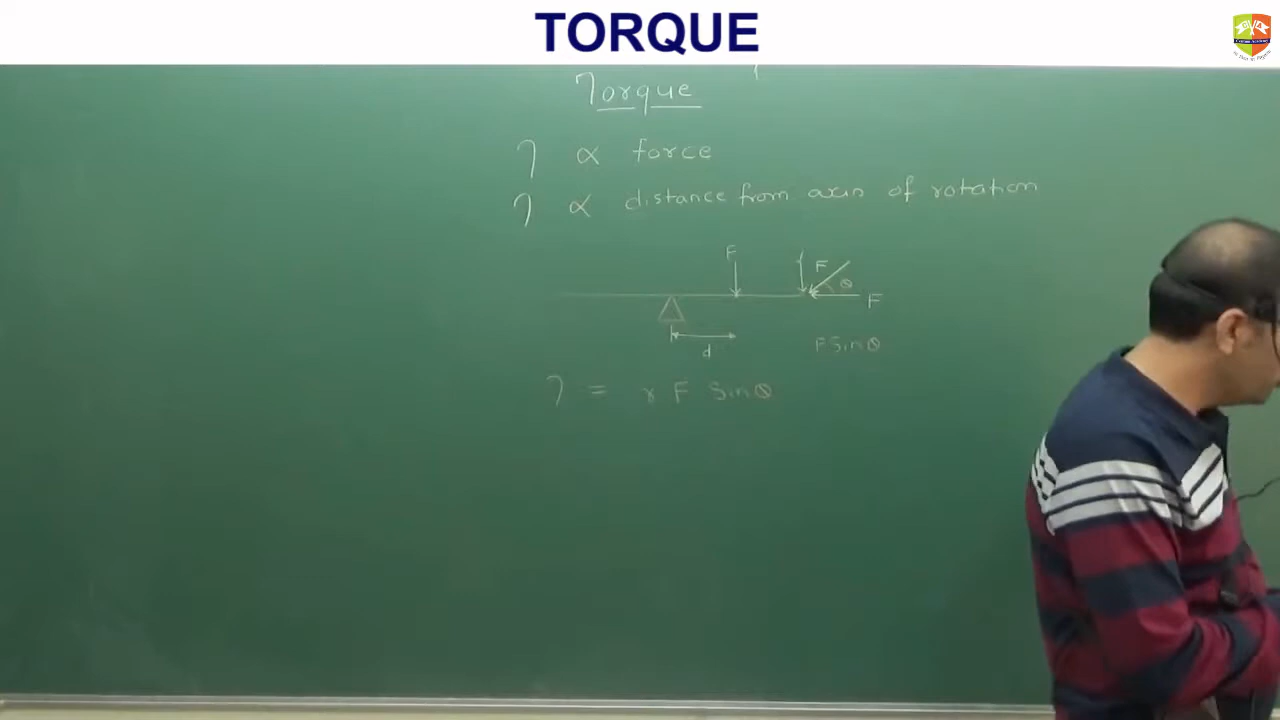 TORQUE
Torque
τ ∝ force
τ ∝ distance from axis of rotation
F
F
θ
F
d
F Sinθ
τ = r F Sinθ